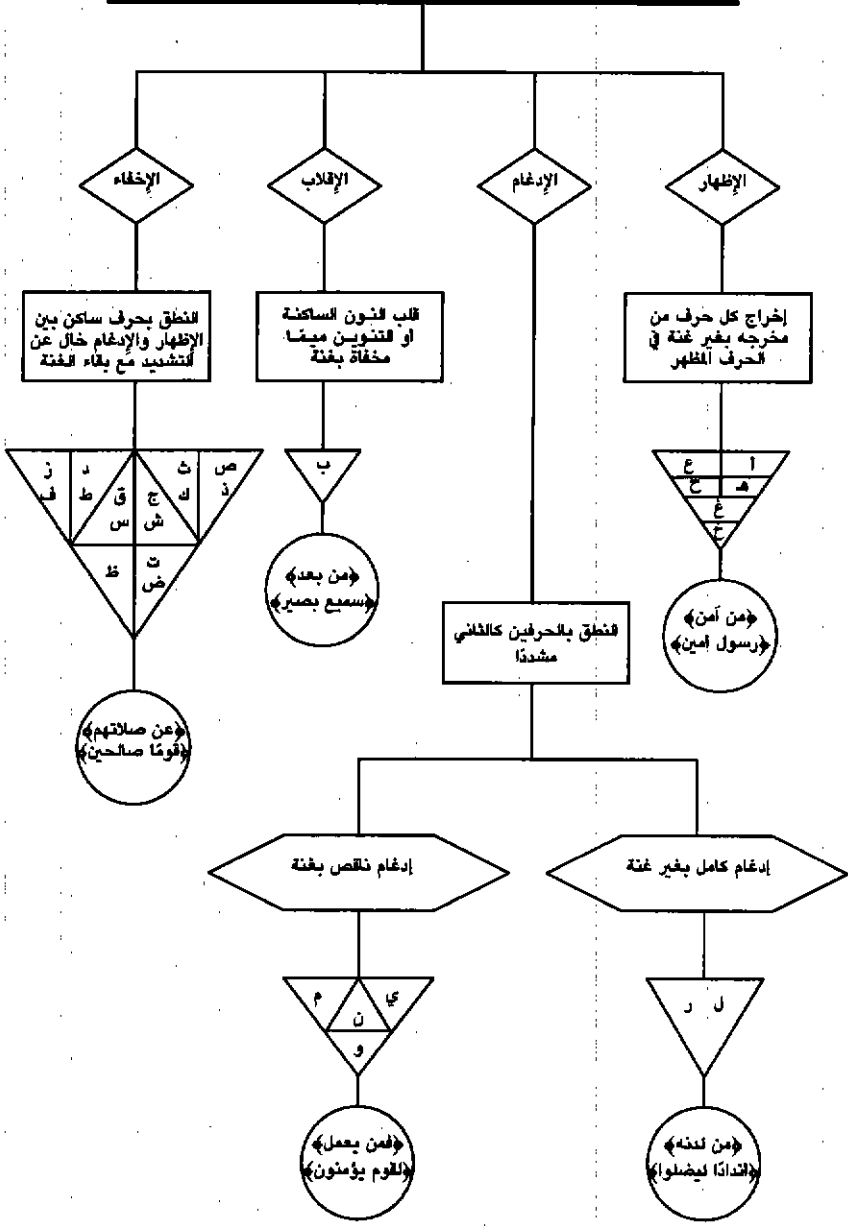 الإظهار
الإدغام
الإقلاب
الإخفاء
إخراج كل حرف من
مخرجه بغير غنة في
الحرف المظهر
قلب النون الساكنة
او التنوين ميمًا
مخفاة بغنة
النطق بحرف ساكن بين
الإظهار والإدغام خال عن
التشديد مع بقاء الغنة
أ ع
هـ ح
غ
خ
ب
ص ث ج ق د ز
ذ ك ش س ط ف
ت ظ
ض
﴿من آمن﴾
﴿رسول امين﴾
﴿من بعد﴾
﴿سميع بصير﴾
﴿عن صلاتهم﴾
﴿قومًا صالحين﴾
النطق بالحرفين كالثاني
مشددًا
إدغام كامل بغير غنة
إدغام ناقص بغنة
ل ر
ي ن م
و
﴿من لدنه﴾
﴿اندادًا ليضلوا﴾
﴿فمن يعمل﴾
﴿لقوم يؤمنون﴾